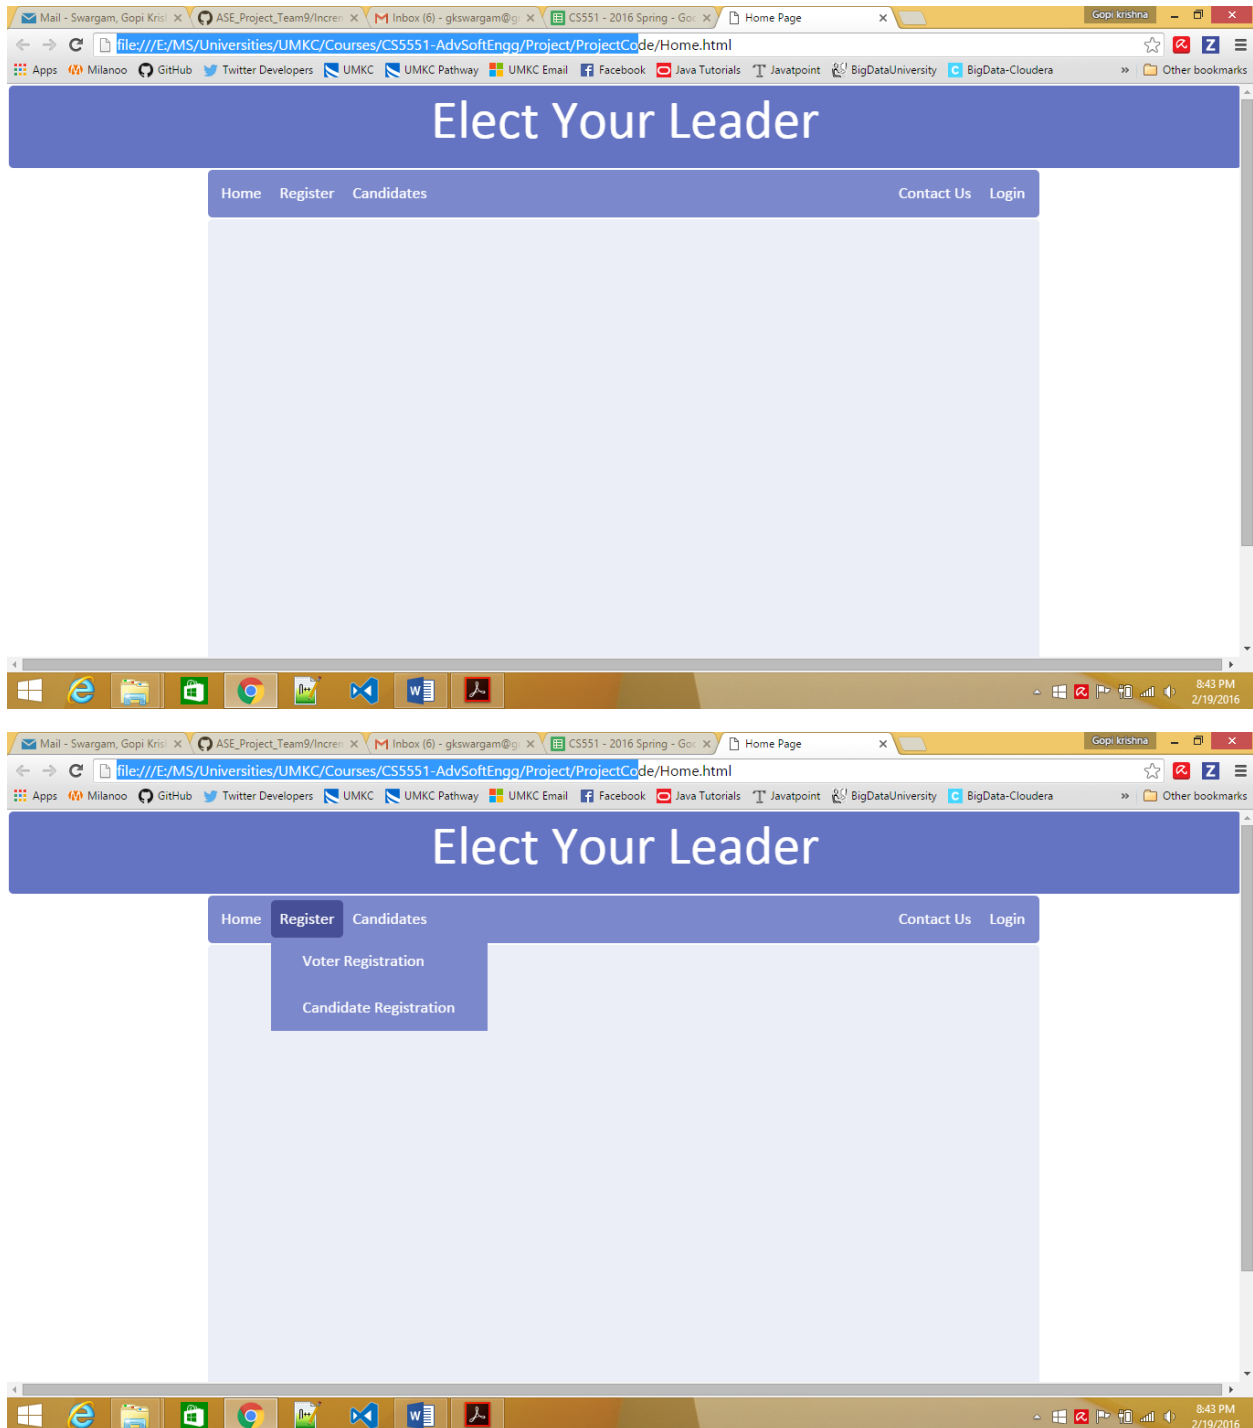 Mail - Swargam, Gopi Kris ASE_Project_Team9/Increm Inbox (6) - gkswargam@g CS551 - 2016 Spring - Goo Home Page Gopi krishna
file:///E:/MS/Universities/UMKC/Courses/CS5551-AdvSoftEngg/Project/ProjectCode/Home.html
Apps Milanoo GitHub Twitter Developers UMKC UMKC Pathway UMKC Email Facebook Java Tutorials Javatpoint BigDataUniversity BigData-Cloudera » Other bookmarks
Elect Your Leader
Home Register Candidates Contact Us Login
8:43 PM
2/19/2016
Mail - Swargam, Gopi Kris ASE_Project_Team9/Increm Inbox (6) - gkswargam@g CS551 - 2016 Spring - Goo Home Page Gopi krishna
file:///E:/MS/Universities/UMKC/Courses/CS5551-AdvSoftEngg/Project/ProjectCode/Home.html
Apps Milanoo GitHub Twitter Developers UMKC UMKC Pathway UMKC Email Facebook Java Tutorials Javatpoint BigDataUniversity BigData-Cloudera » Other bookmarks
Elect Your Leader
Home Register Candidates Contact Us Login
Voter Registration
Candidate Registration
8:43 PM
2/19/2016